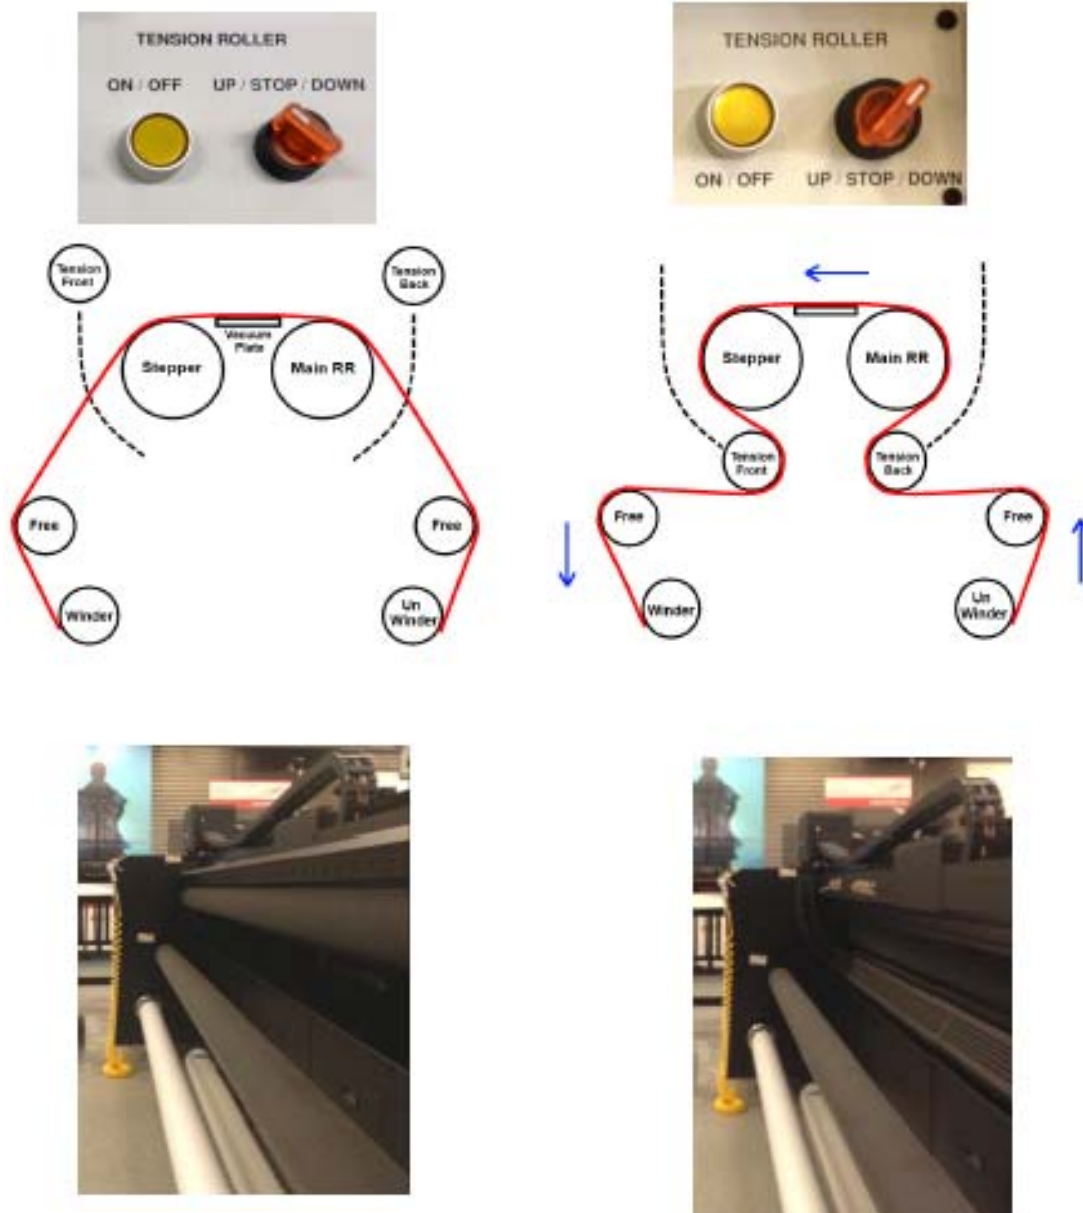 TENSION ROLLER
ON / OFF UP / STOP / DOWN
TENSION ROLLER
ON / OFF UP / STOP / DOWN
Tension
Front
Tension
Back
Vacuum
Plate
Stepper
Main RR
Free
Free
Winder
Un
Winder
Stepper
Main RR
Tension
Front
Tension
Back
Free
Free
Winder
Un
Winder